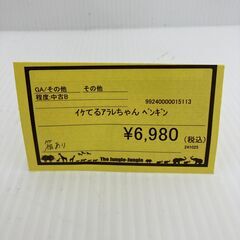 GA/その他 その他
程度:中古B
99240000015113
ｲｹてるｱﾗﾚちゃん ﾍﾟﾝｷﾞﾝ
¥6,980(税込)
241025
箱あり
The Jungle-Jungle